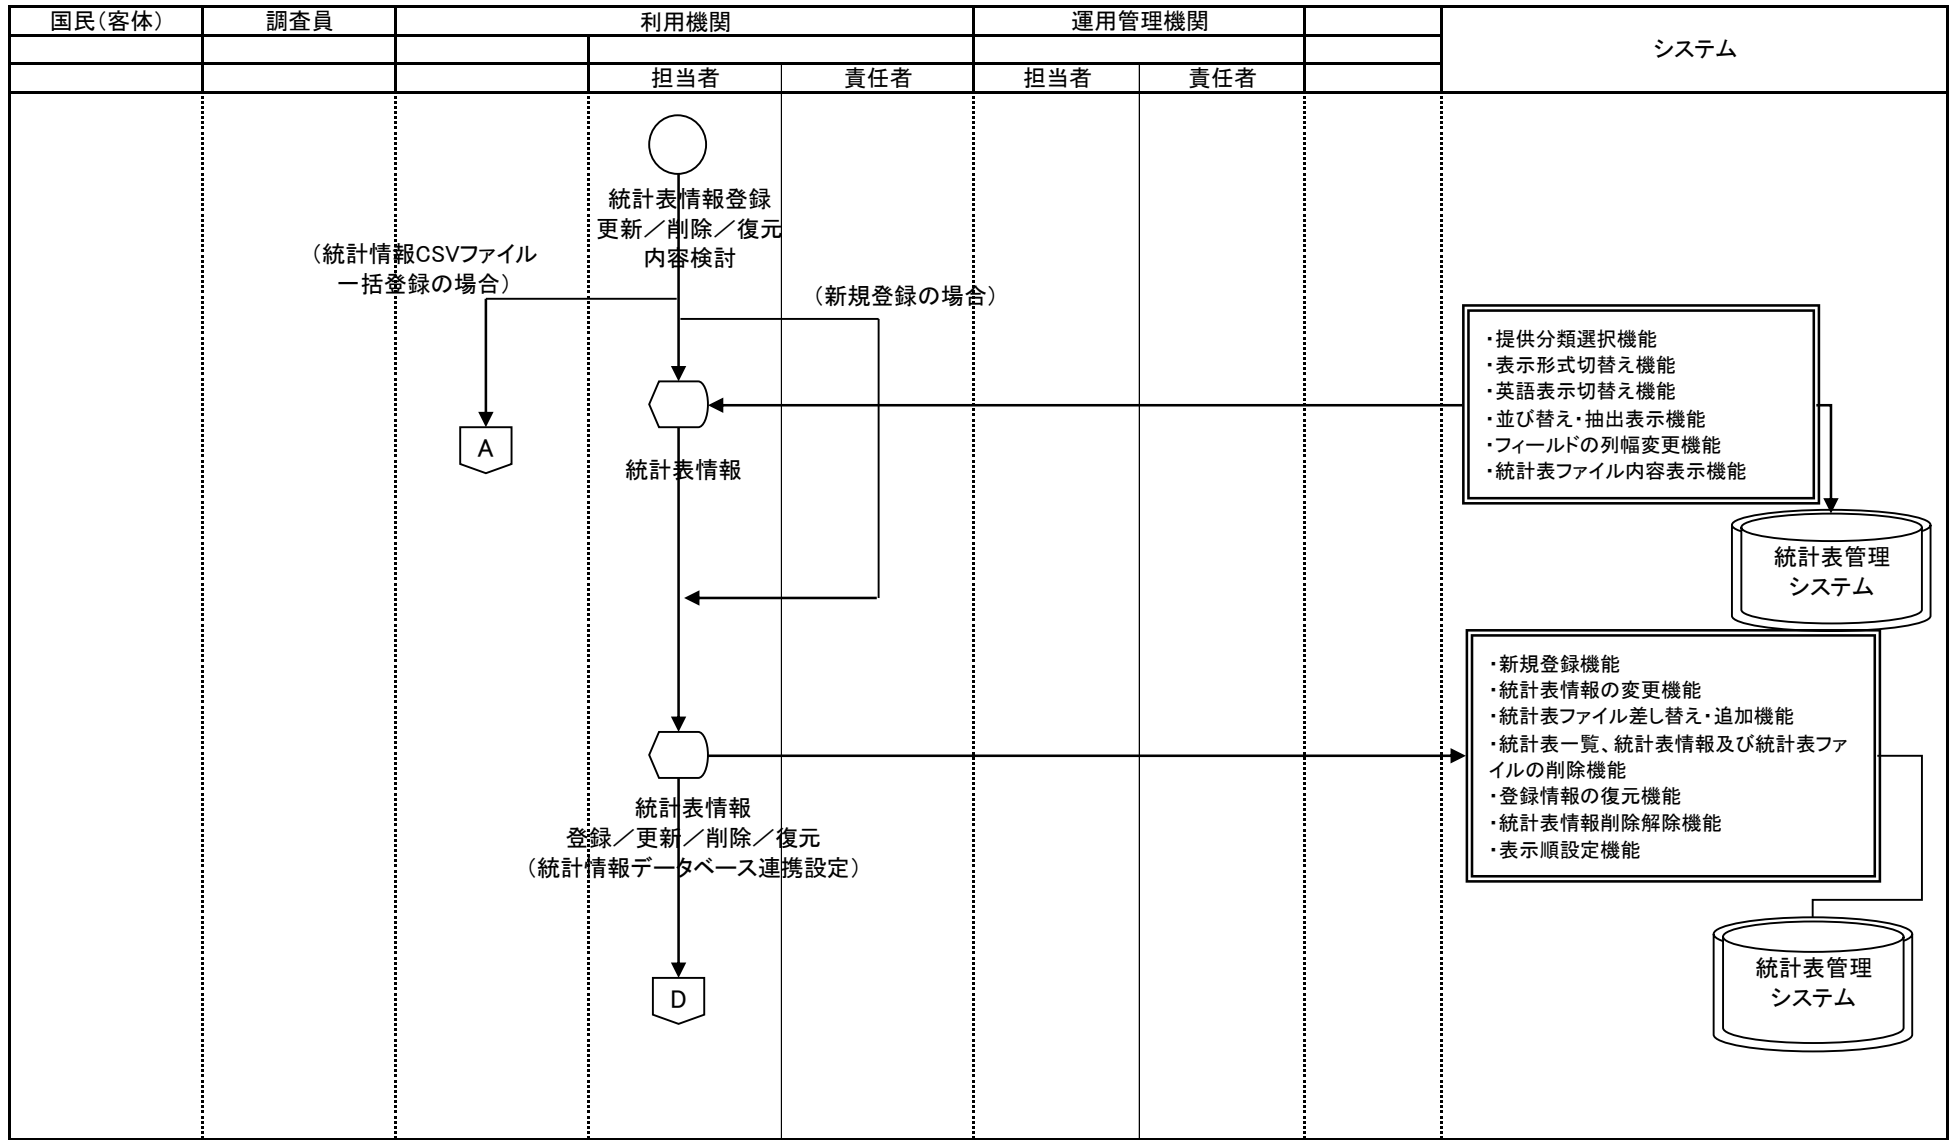 国民（客体）
調査員
利用機関
運用管理機関
システム
担当者
責任者
担当者
責任者
統計表情報登録
更新／削除／復元
内容検討
（統計情報CSVファイル
一括登録の場合）
（新規登録の場合）
・提供分類選択機能
・表示形式切替え機能
・英語表示切替え機能
・並び替え・抽出表示機能
・フィールドの列幅変更機能
・統計表ファイル内容表示機能
A
統計表情報
統計表管理
システム
・新規登録機能
・統計表情報の変更機能
・統計表ファイル差し替え・追加機能
・統計表一覧、統計表情報及び統計表ファ
イルの削除機能
・登録情報の復元機能
・統計表情報削除解除機能
・表示順設定機能
統計表情報
登録／更新／削除／復元
（統計情報データベース連携設定）
統計表管理
システム
D